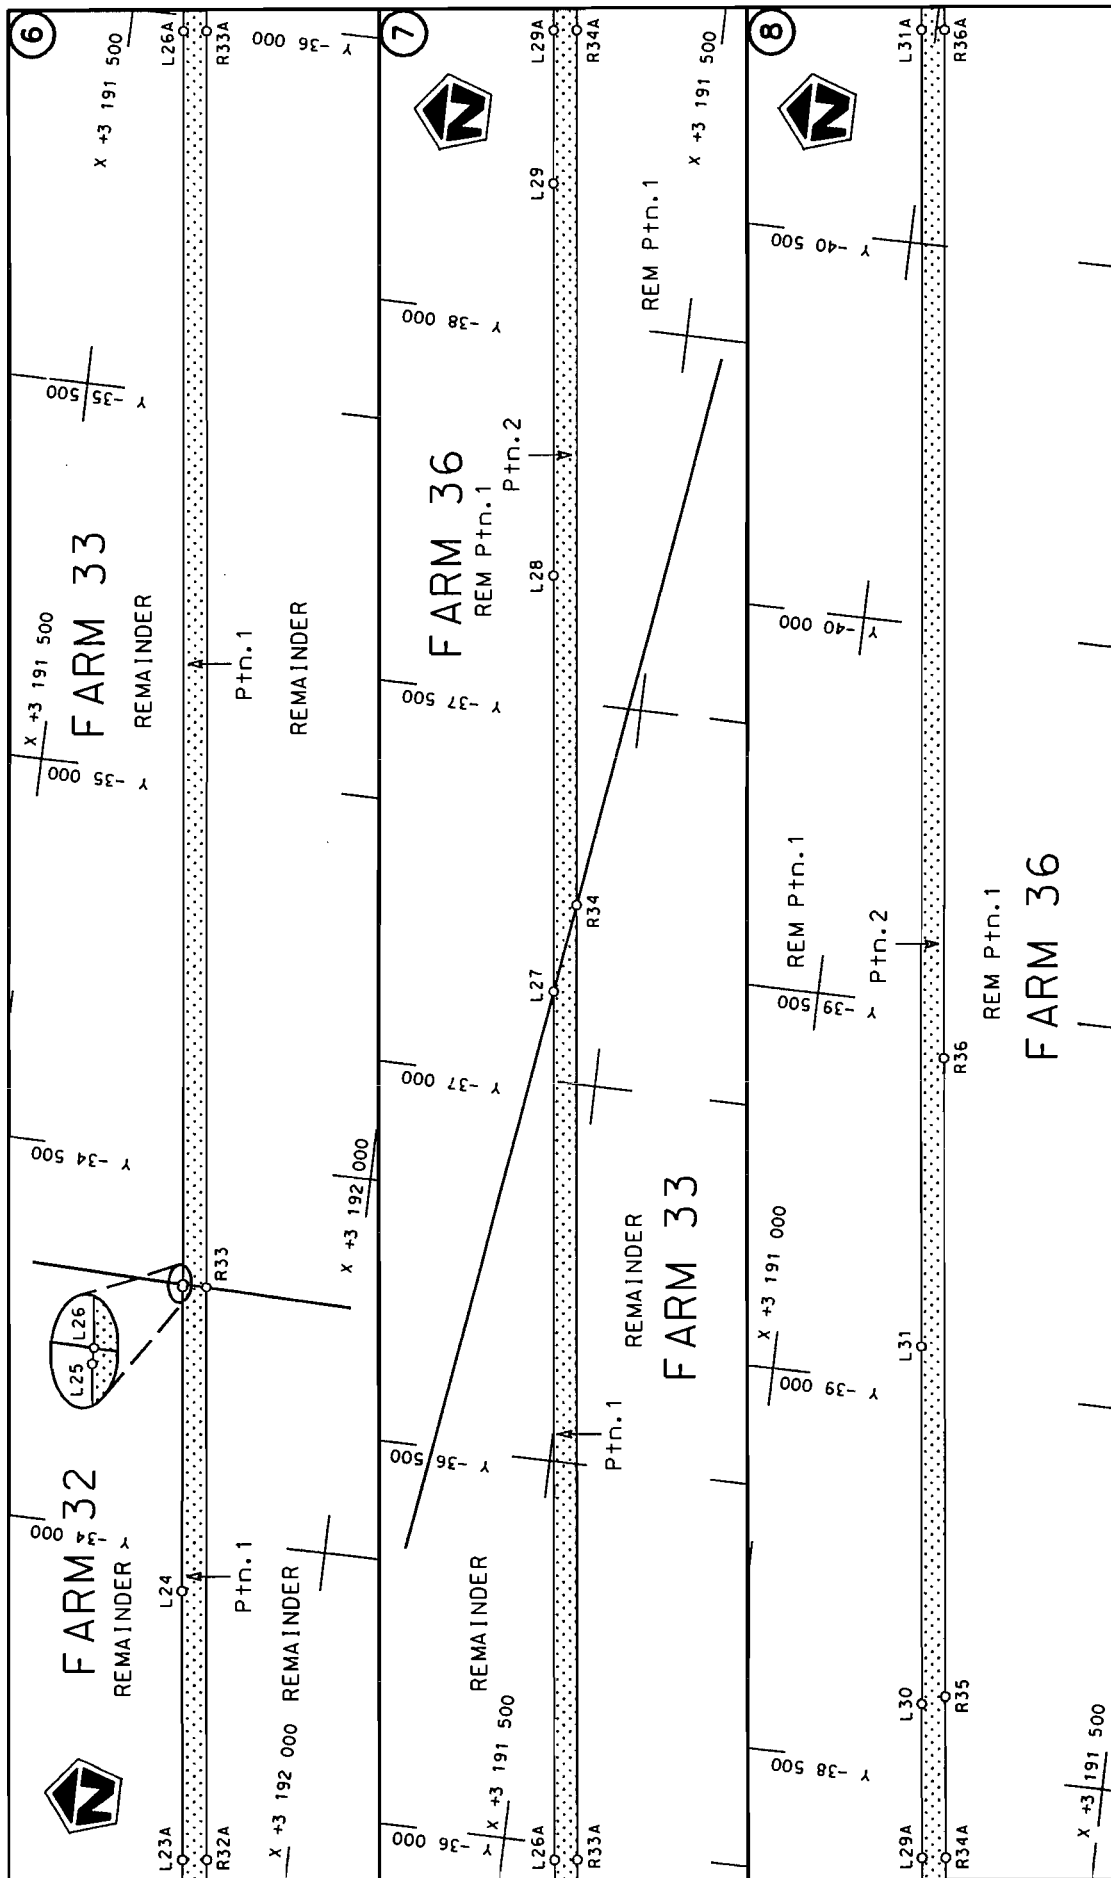 6
L23A
R32A
X +3 192 000
FARM 32
REMAINDER
Y -34 000
L24
Ptn.1
REMAINDER
L25
L26
R33
Y -34 500
X +3 192 000
Y -35 000
X +3 191 500
FARM 33
REMAINDER
Ptn.1
REMAINDER
Y -35 500
X +3 191 500
Y -36 000
L26A
R33A
N
7
L26A
R33A
Y -36 000
X +3 191 500
REMAINDER
Y -36 500
Ptn.1
REMAINDER
FARM 33
Y -37 000
L27
R34
Y -37 500
L28
FARM 36
REM Ptn.1
Ptn.2
Y -38 000
REM Ptn.1
L29
X +3 191 500
L29A
R34A
N
8
L29A
R34A
X +3 191 500
Y -38 500
L30
R35
Y -39 000
X +3 191 000
L31
R36
Y -39 500
REM Ptn.1
Ptn.2
REM Ptn.1
FARM 36
Y -40 000
Y -40 500
L31A
R36A
N